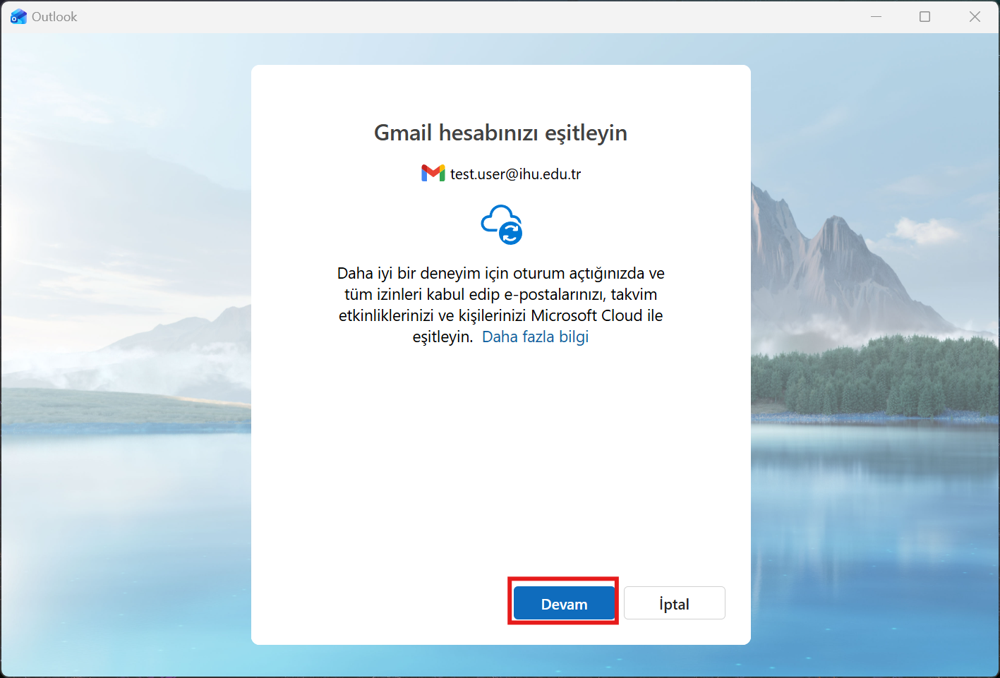 Outlook
Gmail hesabınızı eşitleyin
test.user@ihu.edu.tr
Daha iyi bir deneyim için oturum açtığınızda ve
tüm izinleri kabul edip e-postalarınızı, takvim
etkinliklerinizi ve kişilerinizi Microsoft Cloud ile
eşitleyin. Daha fazla bilgi
Devam
İptal